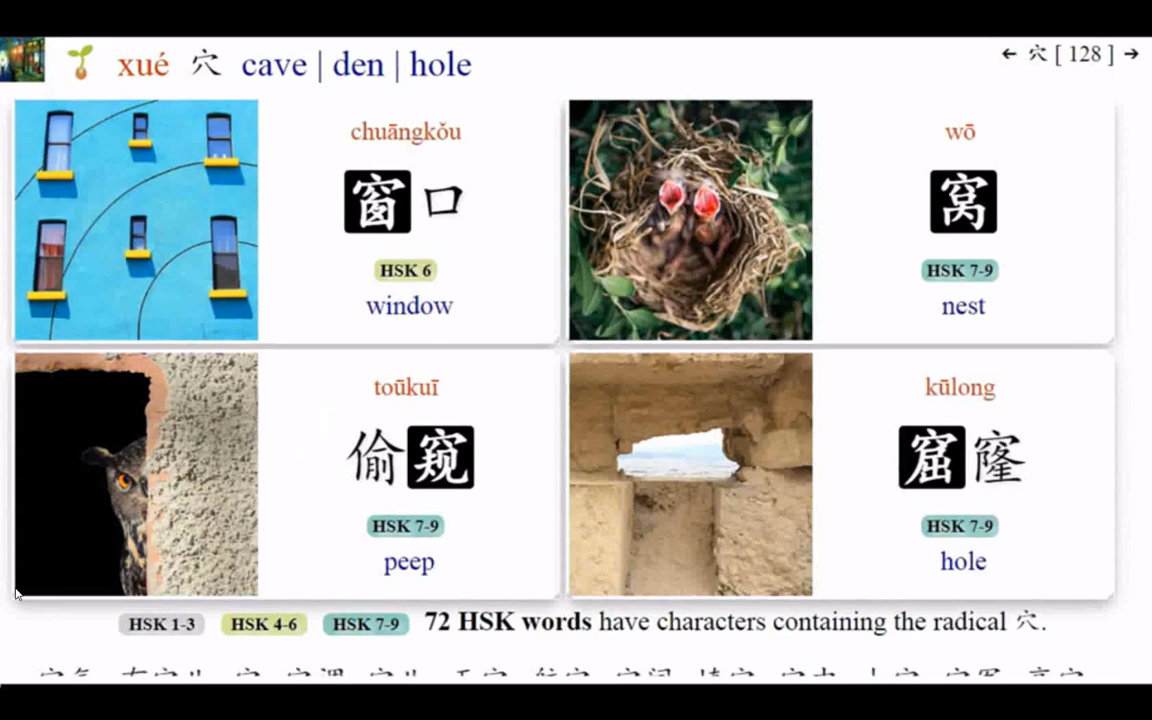 xué 穴 cave | den | hole
← 穴 [ 128 ] →
chuāngkǒu
窗口
HSK 6
window
wō
窝
HSK 7-9
nest
toūkuī
偷窥
HSK 7-9
peep
kūlong
窟窿
HSK 7-9
hole
HSK 1-3 HSK 4-6 HSK 7-9 72 HSK words have characters containing the radical 穴.